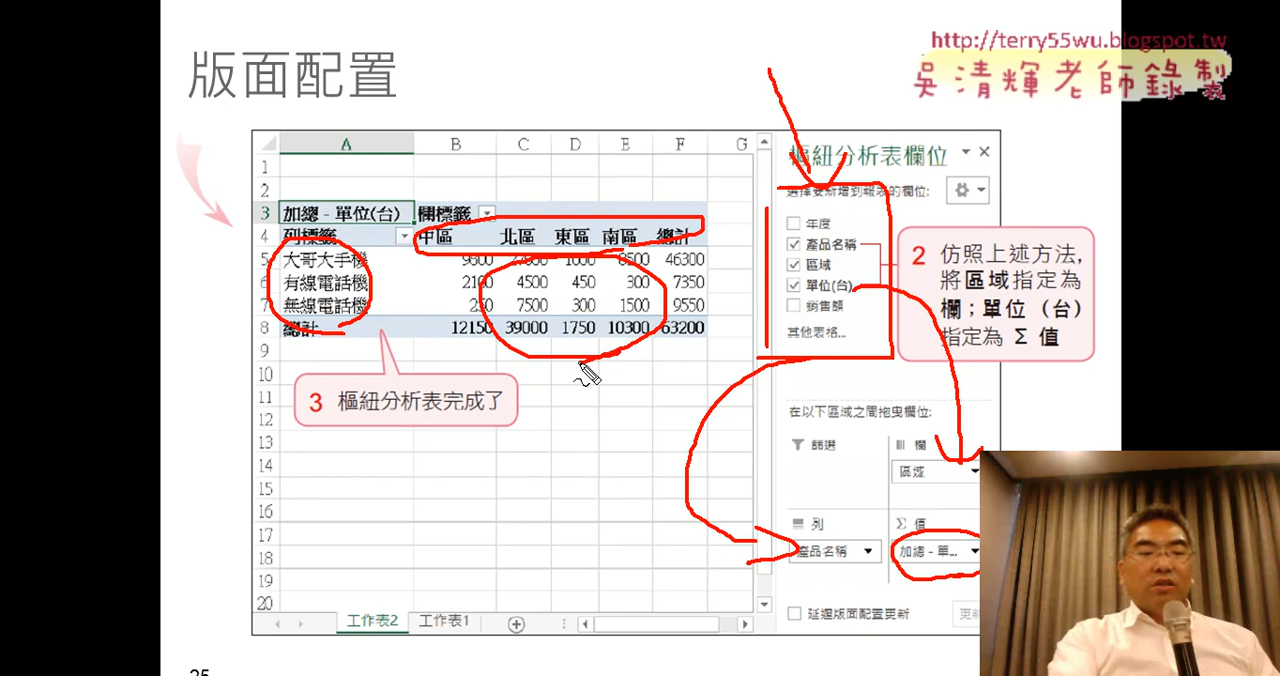 http://terry55wu.blogspot.tw
吳清輝老師錄製
版面配置
A B C D E F G
1
2
3 加總 - 單位(台) 欄標籤
4 列標籤 中區 北區 東區 南區 總計
5 大哥大手機 1000 8500 46300
6 有線電話機 2100 4500 450 300 7350
7 無線電話機 250 7500 300 1500 9550
8 總計 12150 39000 1750 10300 63200
9
10
11
12
13
14
15
16
17
18
19
20
3 樞紐分析表完成了
工作表2 工作表1
樞紐分析表欄位
選擇要新增到報表的欄位:
年度
產品名稱
區域
單位(台)
銷售額
其他表格...
2 仿照上述方法,
將區域指定為
欄；單位（台）
指定為 Σ 值
在以下區域之間拖曳欄位:
篩選 欄
區域
列 Σ 值
產品名稱 加總 - 單...
延遲版面配置更新
25